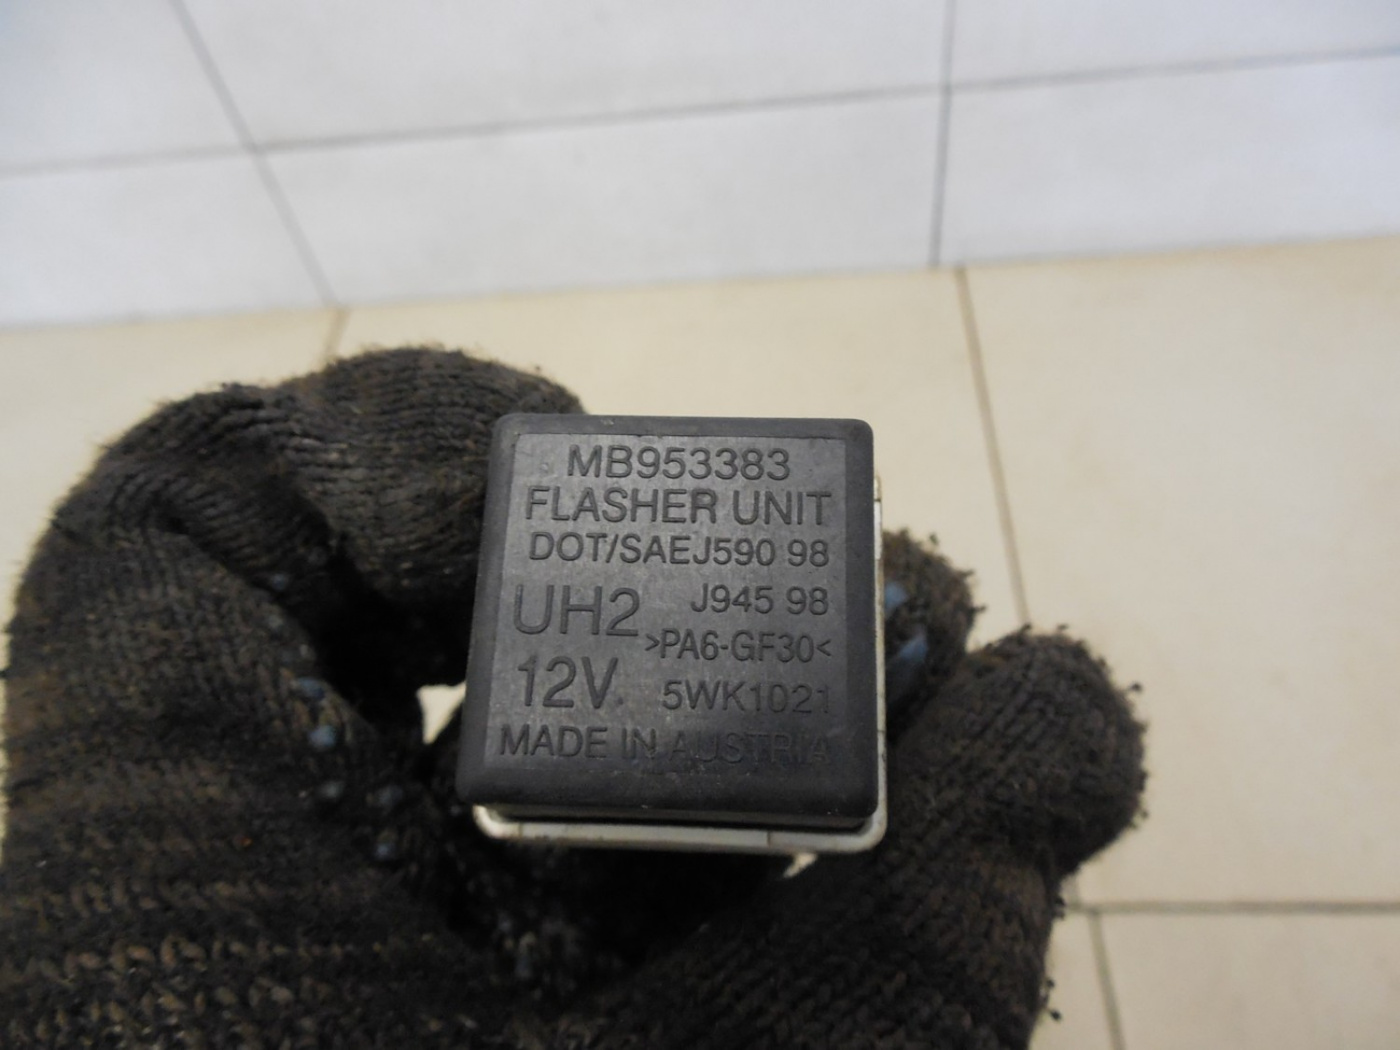 MB953383
FLASHER UNIT
DOT/SAEJ590 98
UH2 J945 98
>PA6-GF30<
12V 5WK1021
MADE IN AUSTRIA